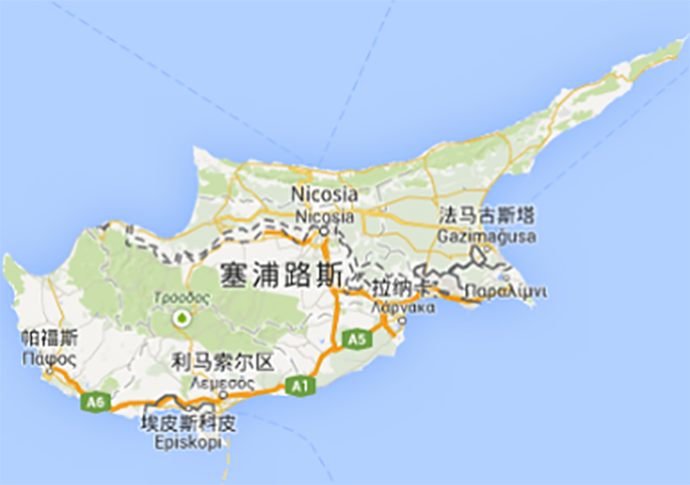 Nicosia
Nicosia
法马古斯塔
Gazimağusa
塞浦路斯
拉纳卡
Λάρνακα
Παραλίμνι
Τρόοδος
帕福斯
Πάφος
利马索尔区
Λεμεσός
A5
A1
A6
埃皮斯科皮
Episkopi